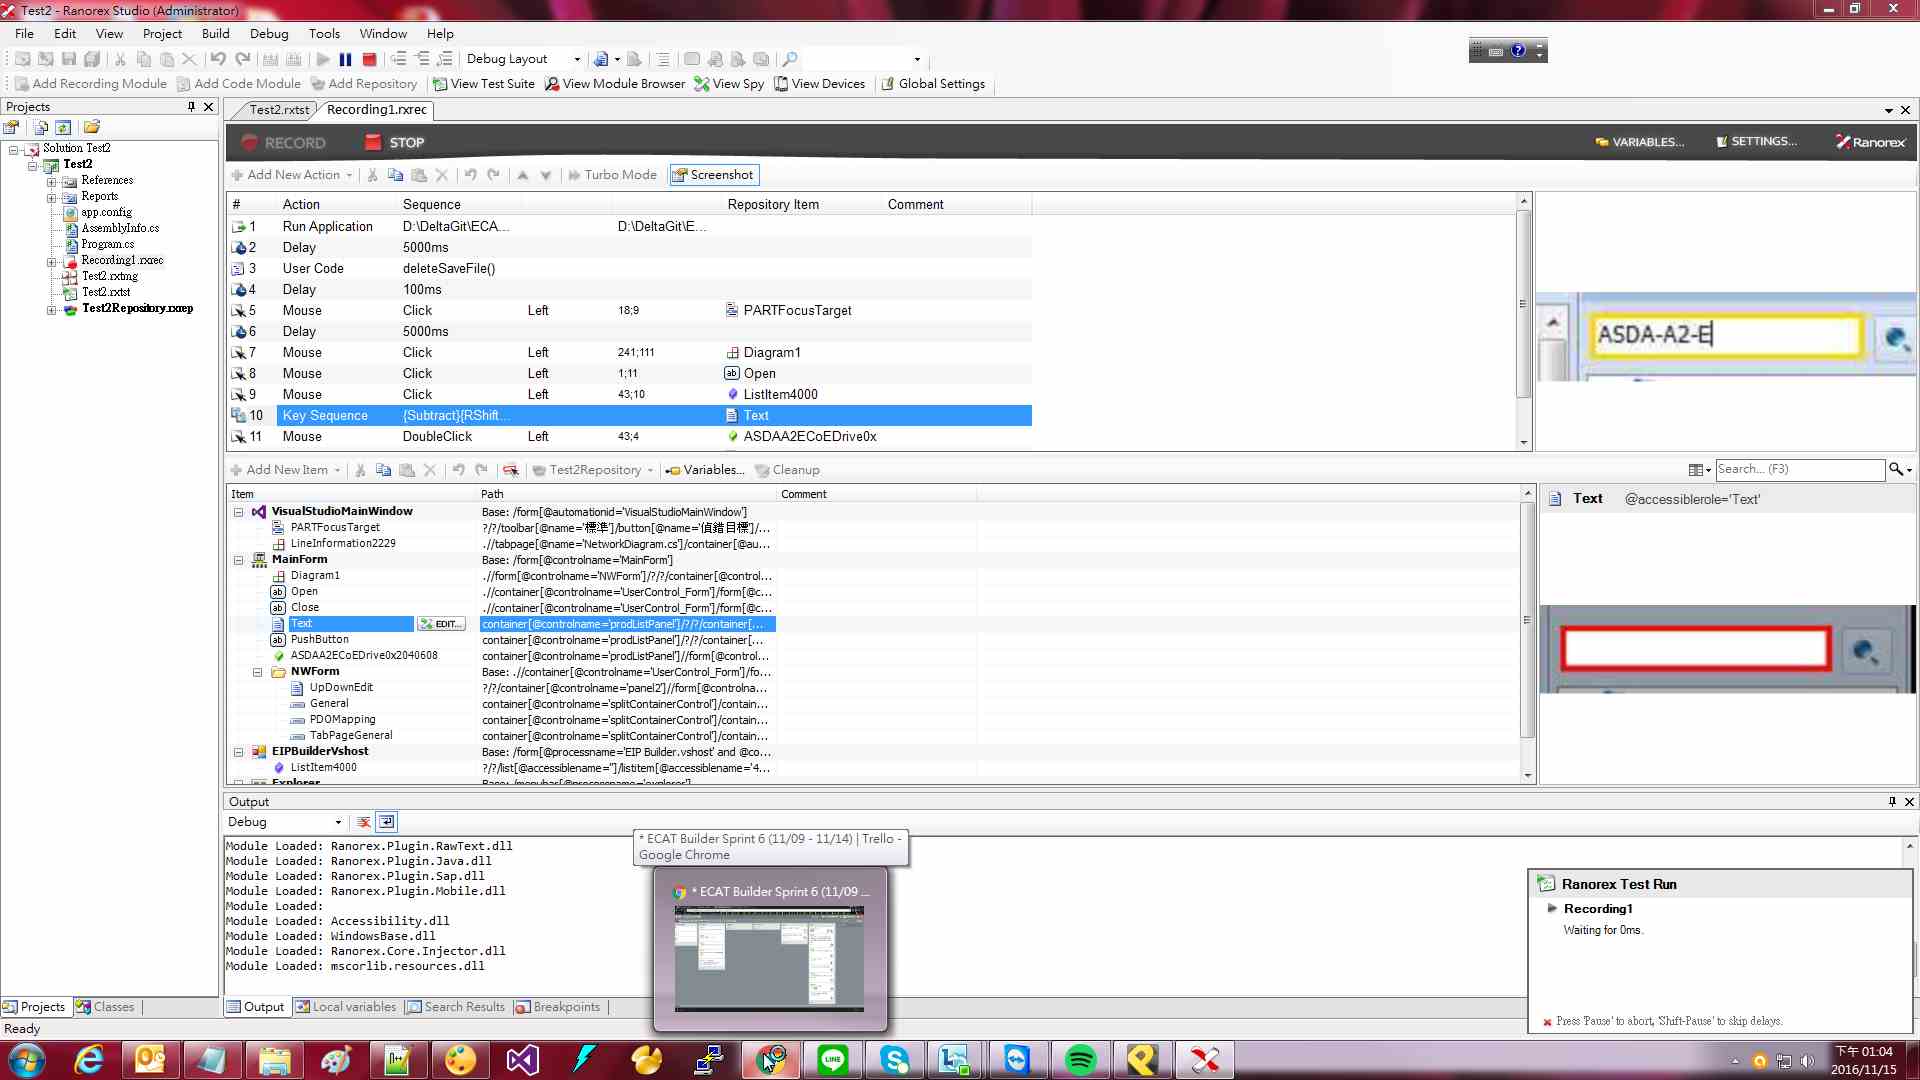 Test2 - Ranorex Studio (Administrator)
File Edit View Project Build Debug Tools Window Help
Debug Layout
Add Recording Module Add Code Module Add Repository View Test Suite View Module Browser View Spy View Devices Global Settings
Projects
Solution Test2
Test2
References
Reports
app.config
AssemblyInfo.cs
Program.cs
Recording1.rxrec
Test2.rxtmg
Test2.rxtst
Test2Repository.rxrep
Test2.rxtst Recording1.rxrec
RECORD STOP VARIABLES... SETTINGS... Ranorex
Add New Action Turbo Mode Screenshot
# Action Sequence Repository Item Comment
1 Run Application D:\DeltaGit\ECA... D:\DeltaGit\E...
2 Delay 5000ms
3 User Code deleteSaveFile()
4 Delay 100ms
5 Mouse Click Left 18;9 PARTFocusTarget
6 Delay 5000ms
7 Mouse Click Left 241;111 Diagram1
8 Mouse Click Left 1;11 Open
9 Mouse Click Left 43;10 ListItem4000
10 Key Sequence {Subtract}{RShift... Text
11 Mouse DoubleClick Left 43;4 ASDAA2ECoEDrive0x
ASDA-A2-E
Add New Item Test2Repository Variables... Cleanup Search... (F3)
Item Path Comment
VisualStudioMainWindow Base: /form[@automationid='VisualStudioMainWindow']
PARTFocusTarget ?/?/toolbar[@name='標準']/button[@name='偵錯目標']/...
LineInformation2229 .//tabpage[@name='NetworkDiagram.cs']/container[@au...
MainForm Base: /form[@controlname='MainForm']
Diagram1 .//form[@controlname='NWForm']/?/?/container[@control...
Open .//container[@controlname='UserControl_Form']/form[@c...
Close .//container[@controlname='UserControl_Form']/form[@c...
Text EDIT... container[@controlname='prodListPanel']/?/?/container[...
PushButton container[@controlname='prodListPanel']/?/?/container[...
ASDAA2ECoEDrive0x2040608 container[@controlname='prodListPanel']//form[@control...
NWForm Base: .//container[@controlname='UserControl_Form']/fo...
UpDownEdit ?/?/container[@controlname='panel2']//form[@controlna...
General container[@controlname='splitContainerControl']/contain...
PDOMapping container[@controlname='splitContainerControl']/contain...
TabPageGeneral container[@controlname='splitContainerControl']/contain...
EIPBuilderVshost Base: /form[@processname='EIP Builder.vshost' and @co...
ListItem4000 ?/?/list[@accessiblename='']/listitem[@accessiblename='4...
Explorer Base: /menubar[@processname='explorer']
Text @accessiblerole='Text'
Output
Debug
Module Loaded: Ranorex.Plugin.RawText.dll
Module Loaded: Ranorex.Plugin.Java.dll
Module Loaded: Ranorex.Plugin.Sap.dll
Module Loaded: Ranorex.Plugin.Mobile.dll
Module Loaded:
Module Loaded: Accessibility.dll
Module Loaded: WindowsBase.dll
Module Loaded: Ranorex.Core.Injector.dll
Module Loaded: mscorlib.resources.dll
* ECAT Builder Sprint 6 (11/09 - 11/14) | Trello -
Google Chrome
* ECAT Builder Sprint 6 (11/09 ...
Ranorex Test Run
Recording1
Waiting for 0ms.
Press 'Pause' to abort, 'Shift-Pause' to skip delays.
Projects Classes Output Local variables Search Results Breakpoints
Ready
下午 01:04
2016/11/15